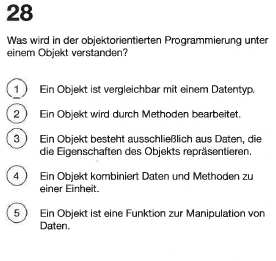 28
Was wird in der objektorientierten Programmierung unter
einem Objekt verstanden?
1 Ein Objekt ist vergleichbar mit einem Datentyp.
2 Ein Objekt wird durch Methoden bearbeitet.
3 Ein Objekt besteht ausschließlich aus Daten, die
die Eigenschaften des Objekts repräsentieren.
4 Ein Objekt kombiniert Daten und Methoden zu
einer Einheit.
5 Ein Objekt ist eine Funktion zur Manipulation von
Daten.